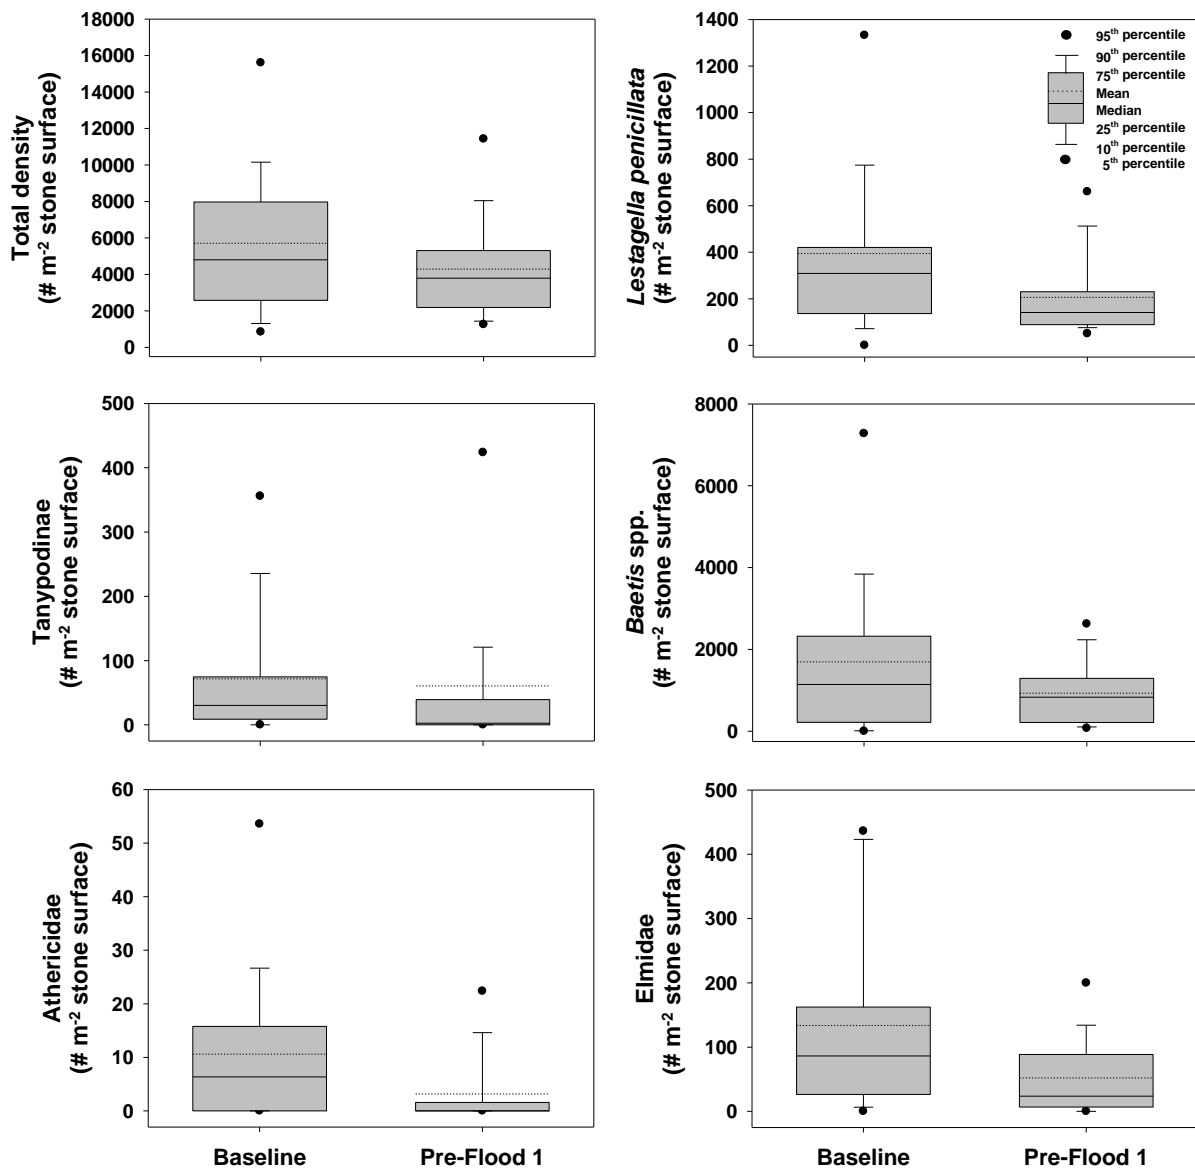 Total density
(# m⁻² stone surface)
18000
16000
14000
12000
10000
8000
6000
4000
2000
0
Lestagella penicillata
(# m⁻² stone surface)
1400
1200
1000
800
600
400
200
0
95th percentile
90th percentile
75th percentile
Mean
Median
25th percentile
10th percentile
5th percentile
Tanypodinae
(# m⁻² stone surface)
500
400
300
200
100
0
Baetis spp.
(# m⁻² stone surface)
8000
6000
4000
2000
0
Athericidae
(# m⁻² stone surface)
60
50
40
30
20
10
0
Elmidae
(# m⁻² stone surface)
500
400
300
200
100
0
Baseline
Pre-Flood 1
Baseline
Pre-Flood 1